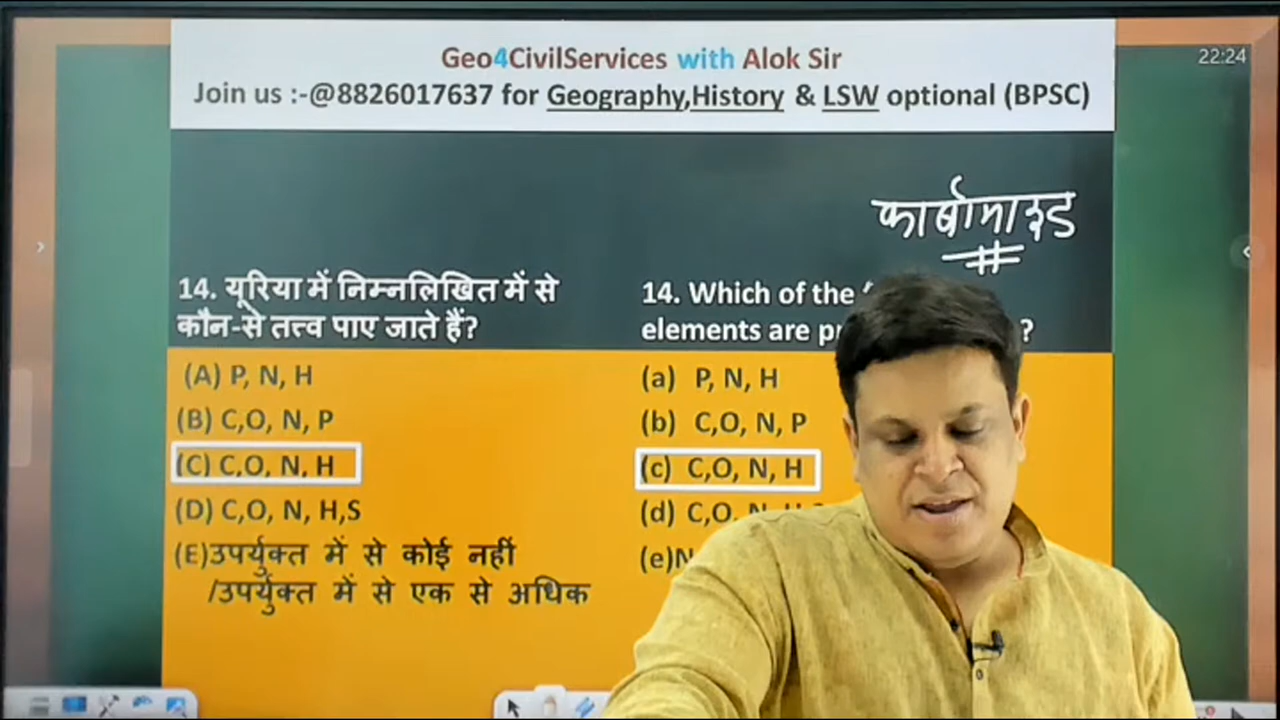 Geo4CivilServices with Alok Sir
Join us :-@8826017637 for Geography,History & LSW optional (BPSC)
22:24
कार्बामाइड
14. यूरिया में निम्नलिखित में से
कौन-से तत्त्व पाए जाते हैं?
(A) P, N, H
(B) C,O, N, P
(C) C,O, N, H
(D) C,O, N, H,S
(E)उपर्युक्त में से कोई नहीं
/उपर्युक्त में से एक से अधिक
14. Which of the
elements are ?
(a) P, N, H
(b) C,O, N, P
(c) C,O, N, H
(d) C,O,
(e)